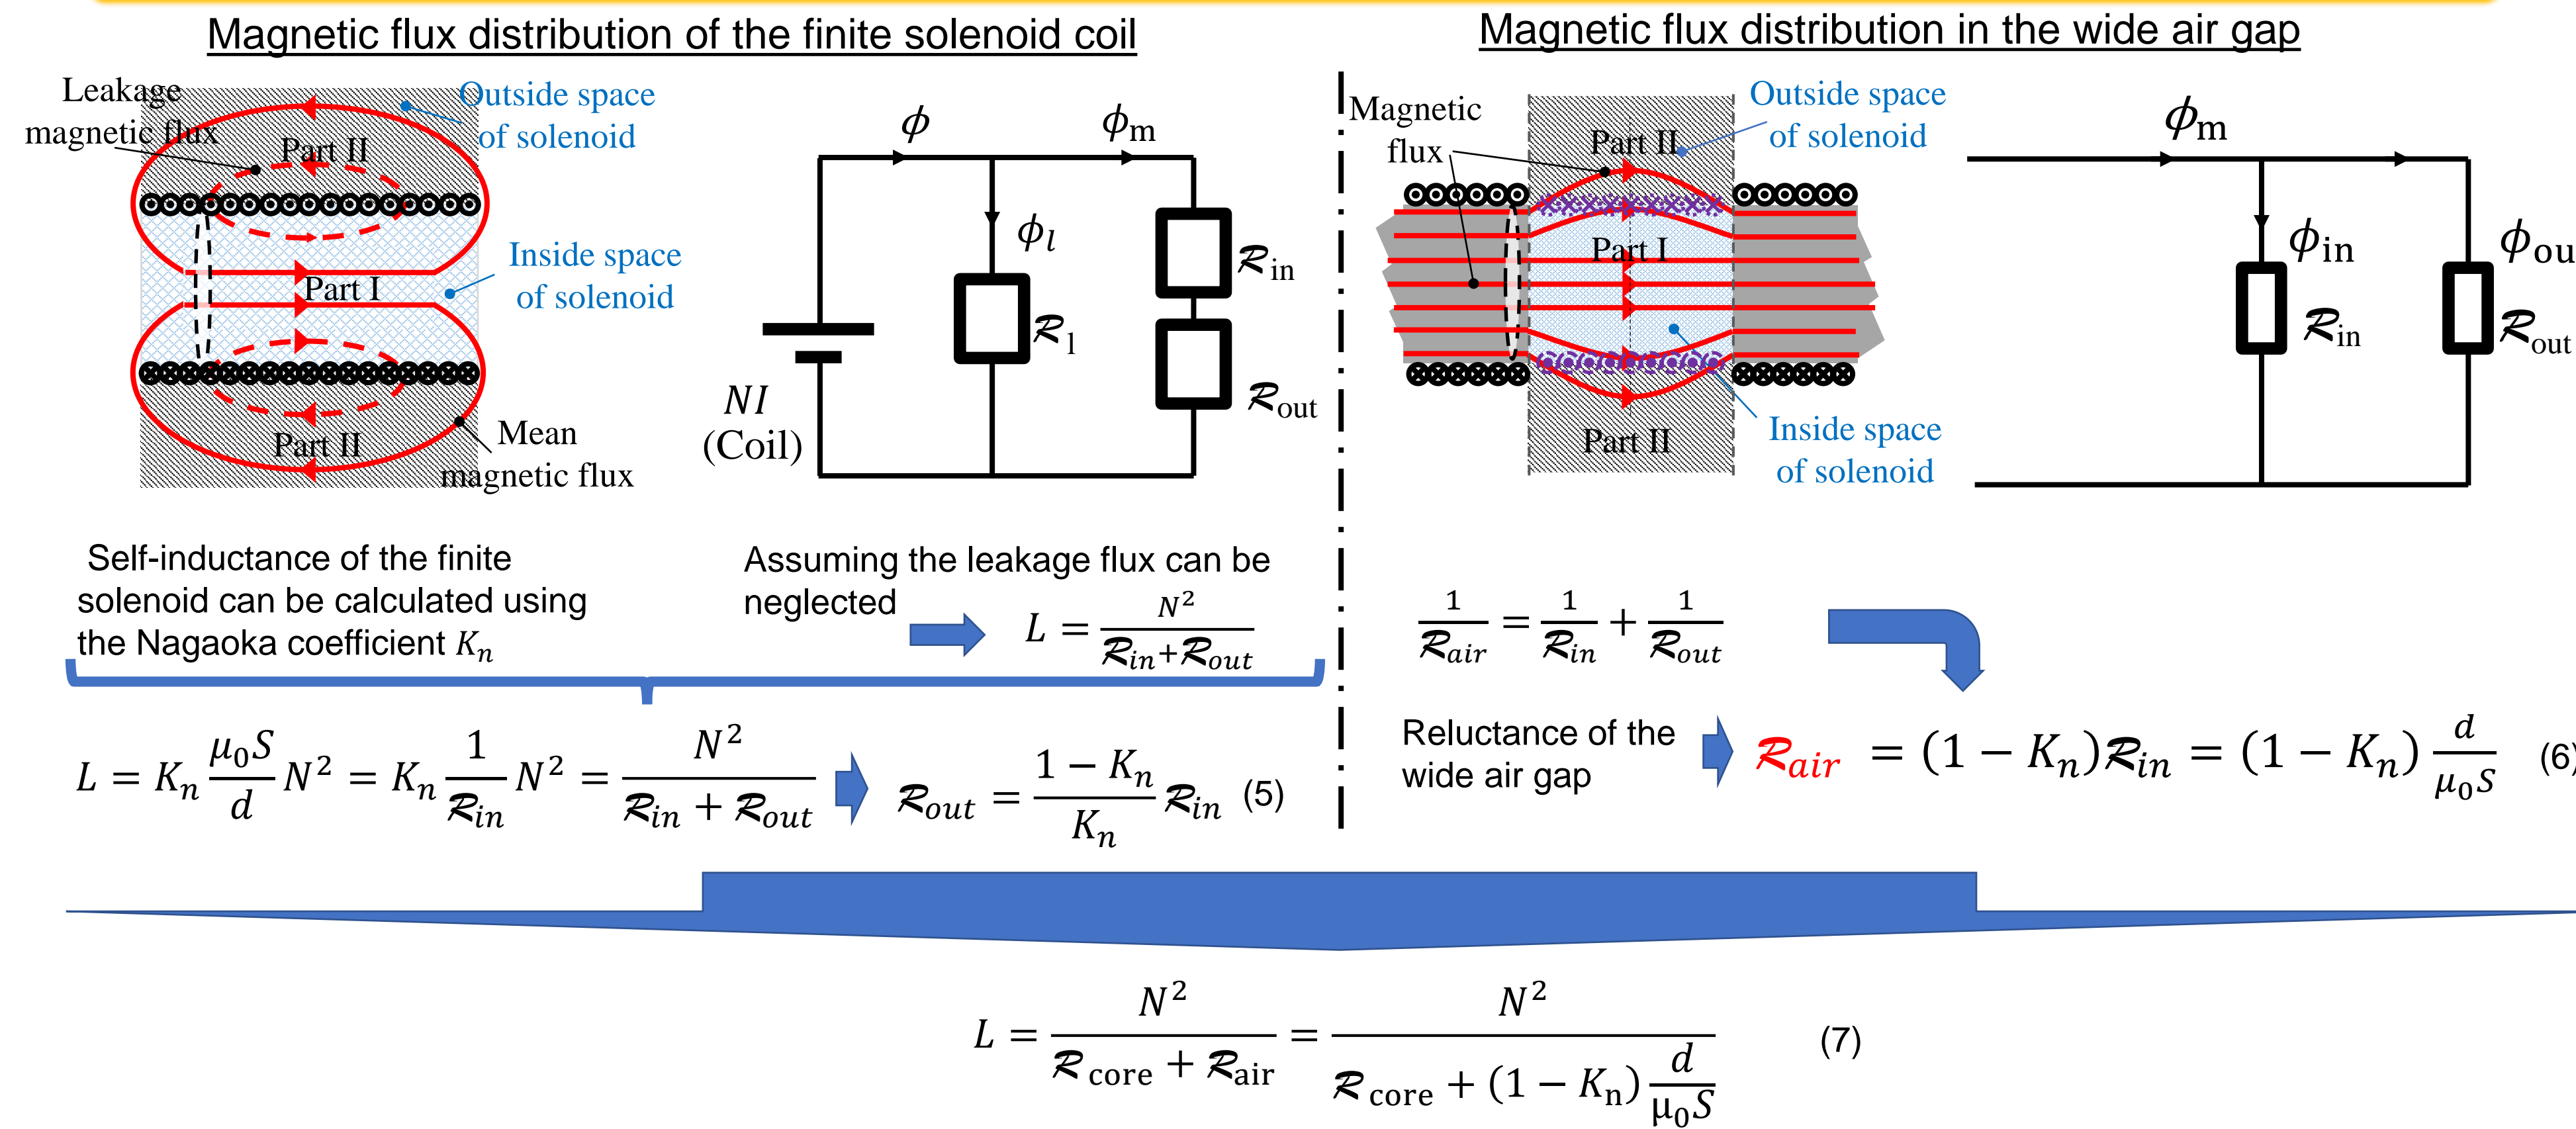 Magnetic flux distribution of the finite solenoid coil
Leakage
magnetic flux
Outside space
of solenoid
Part II
Inside space
of solenoid
Part I
Part II
Mean
magnetic flux
ϕ
ϕm
ϕl
ℛl
ℛin
ℛout
NI
(Coil)
Self-inductance of the finite
solenoid can be calculated using
the Nagaoka coefficient Kn
Assuming the leakage flux can be
neglected
L = N² / (ℛin + ℛout)
L = Kn (μ0S / d) N² = Kn (1 / ℛin) N² = N² / (ℛin + ℛout)
ℛout = ((1 − Kn) / Kn) ℛin (5)
Magnetic flux distribution in the wide air gap
Magnetic
flux
Outside space
of solenoid
Part II
Part I
Inside space
of solenoid
Part II
ϕm
ϕin
ϕou
ℛin
ℛout
1 / ℛair = 1 / ℛin + 1 / ℛout
Reluctance of the
wide air gap
ℛair = (1 − Kn)ℛin = (1 − Kn) d / (μ0S) (6)
L = N² / (ℛcore + ℛair) = N² / (ℛcore + (1 − Kn) d / (μ0S)) (7)